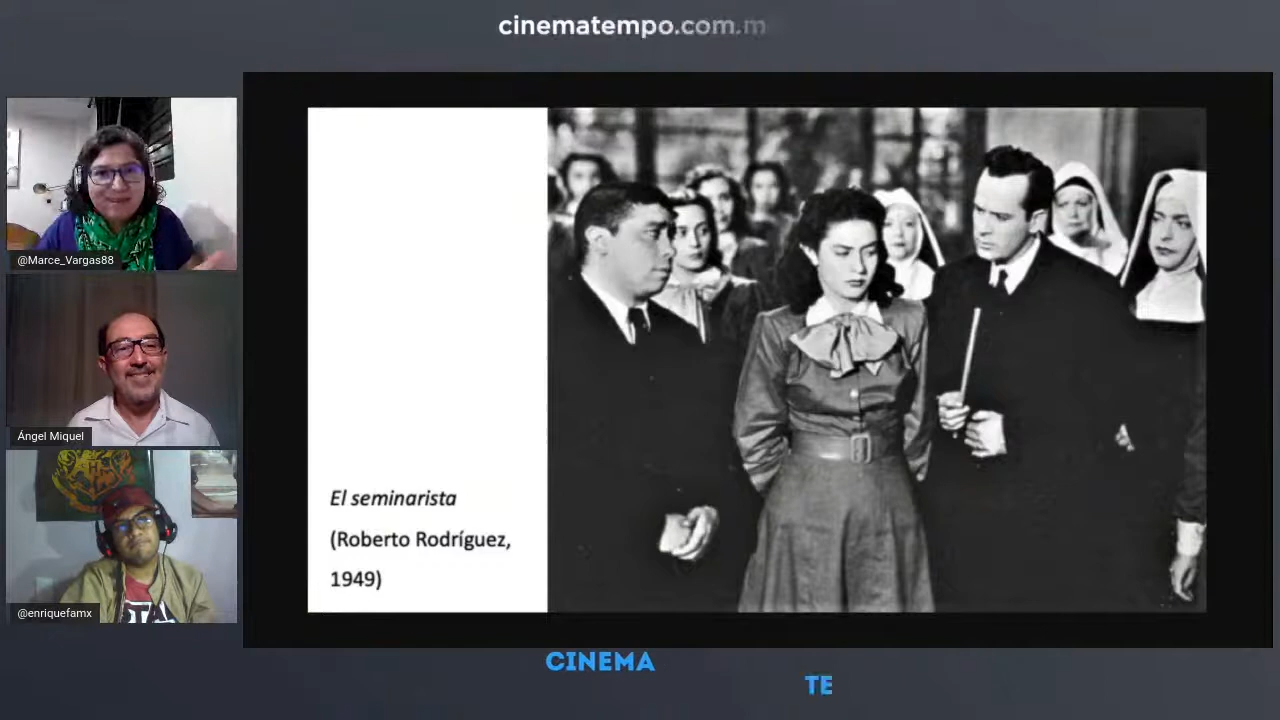 cinematempo.com.m
@Marce_Vargas88
Ángel Miquel
@enriquefamx
El seminarista
(Roberto Rodríguez,
1949)
CINEMA
TE